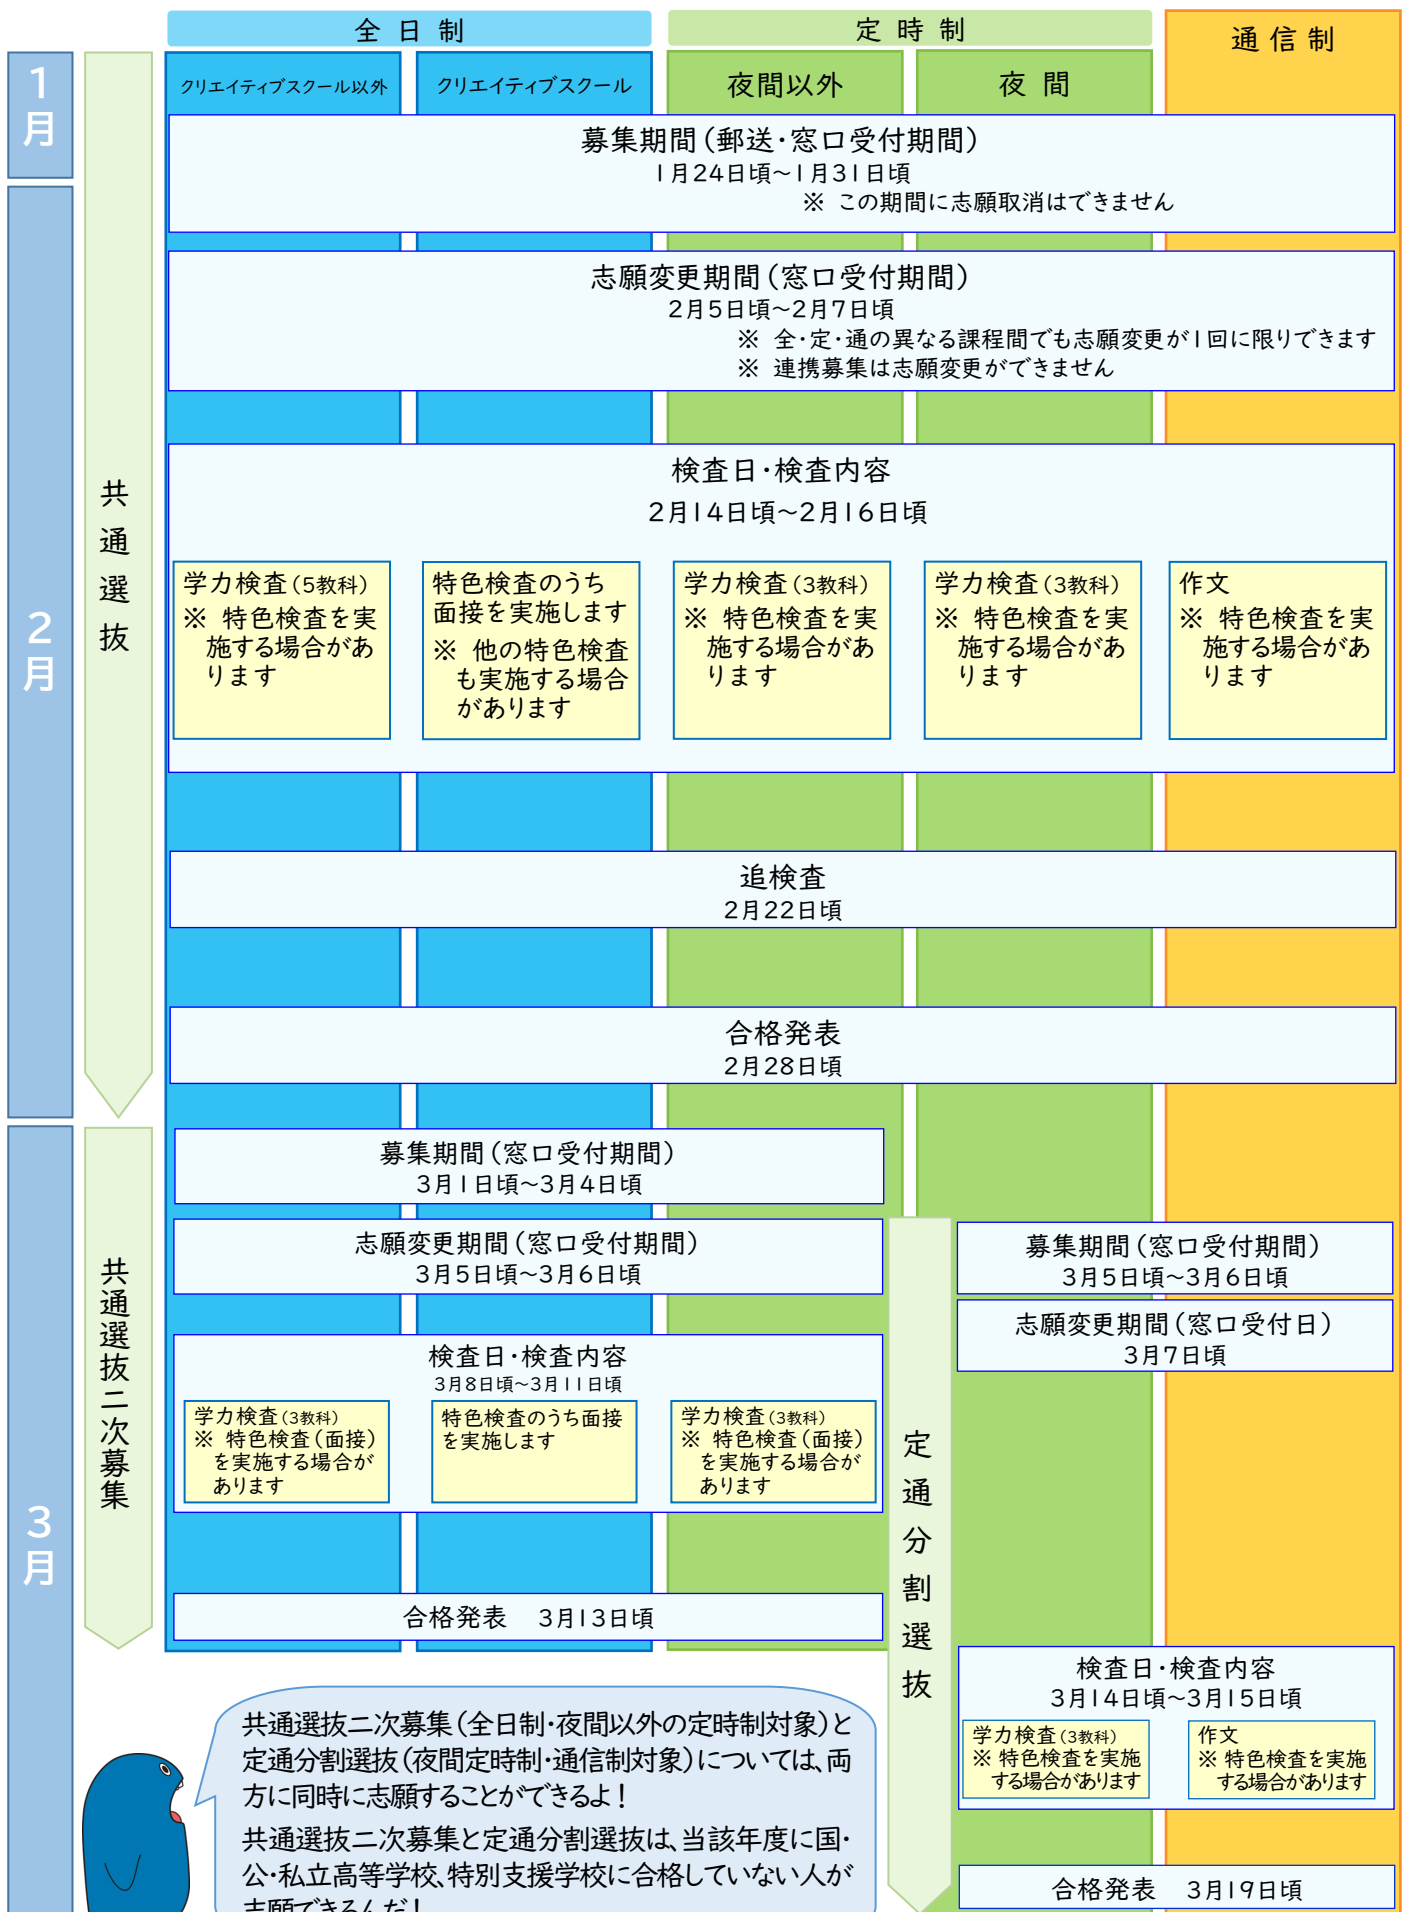 全日制
定時制
通信制
クリエイティブスクール以外
クリエイティブスクール
夜間以外
夜間
1月
2月
3月
共通選抜
募集期間（郵送・窓口受付期間）
1月24日頃～1月31日頃
※ この期間に志願取消はできません
志願変更期間（窓口受付期間）
2月5日頃～2月7日頃
※ 全・定・通の異なる課程間でも志願変更が1回に限りできます
※ 連携募集は志願変更ができません
検査日・検査内容
2月14日頃～2月16日頃
学力検査（5教科）
※ 特色検査を実
施する場合があ
ります
特色検査のうち
面接を実施します
※ 他の特色検査
も実施する場合
があります
学力検査（3教科）
※ 特色検査を実
施する場合があ
ります
学力検査（3教科）
※ 特色検査を実
施する場合があ
ります
作文
※ 特色検査を実
施する場合があ
ります
追検査
2月22日頃
合格発表
2月28日頃
共通選抜二次募集
募集期間（窓口受付期間）
3月1日頃～3月4日頃
志願変更期間（窓口受付期間）
3月5日頃～3月6日頃
検査日・検査内容
3月8日頃～3月11日頃
学力検査（3教科）
※ 特色検査（面接）
を実施する場合が
あります
特色検査のうち面接
を実施します
学力検査（3教科）
※ 特色検査（面接）
を実施する場合が
あります
合格発表　3月13日頃
定通分割選抜
募集期間（窓口受付期間）
3月5日頃～3月6日頃
志願変更期間（窓口受付日）
3月7日頃
検査日・検査内容
3月14日頃～3月15日頃
学力検査（3教科）
※ 特色検査を実施
する場合があります
作文
※ 特色検査を実施
する場合があります
合格発表　3月19日頃
共通選抜二次募集（全日制・夜間以外の定時制対象）と
定通分割選抜（夜間定時制・通信制対象）については、両
方に同時に志願することができるよ！
共通選抜二次募集と定通分割選抜は、当該年度に国・
公・私立高等学校、特別支援学校に合格していない人が
志願できるんだ！